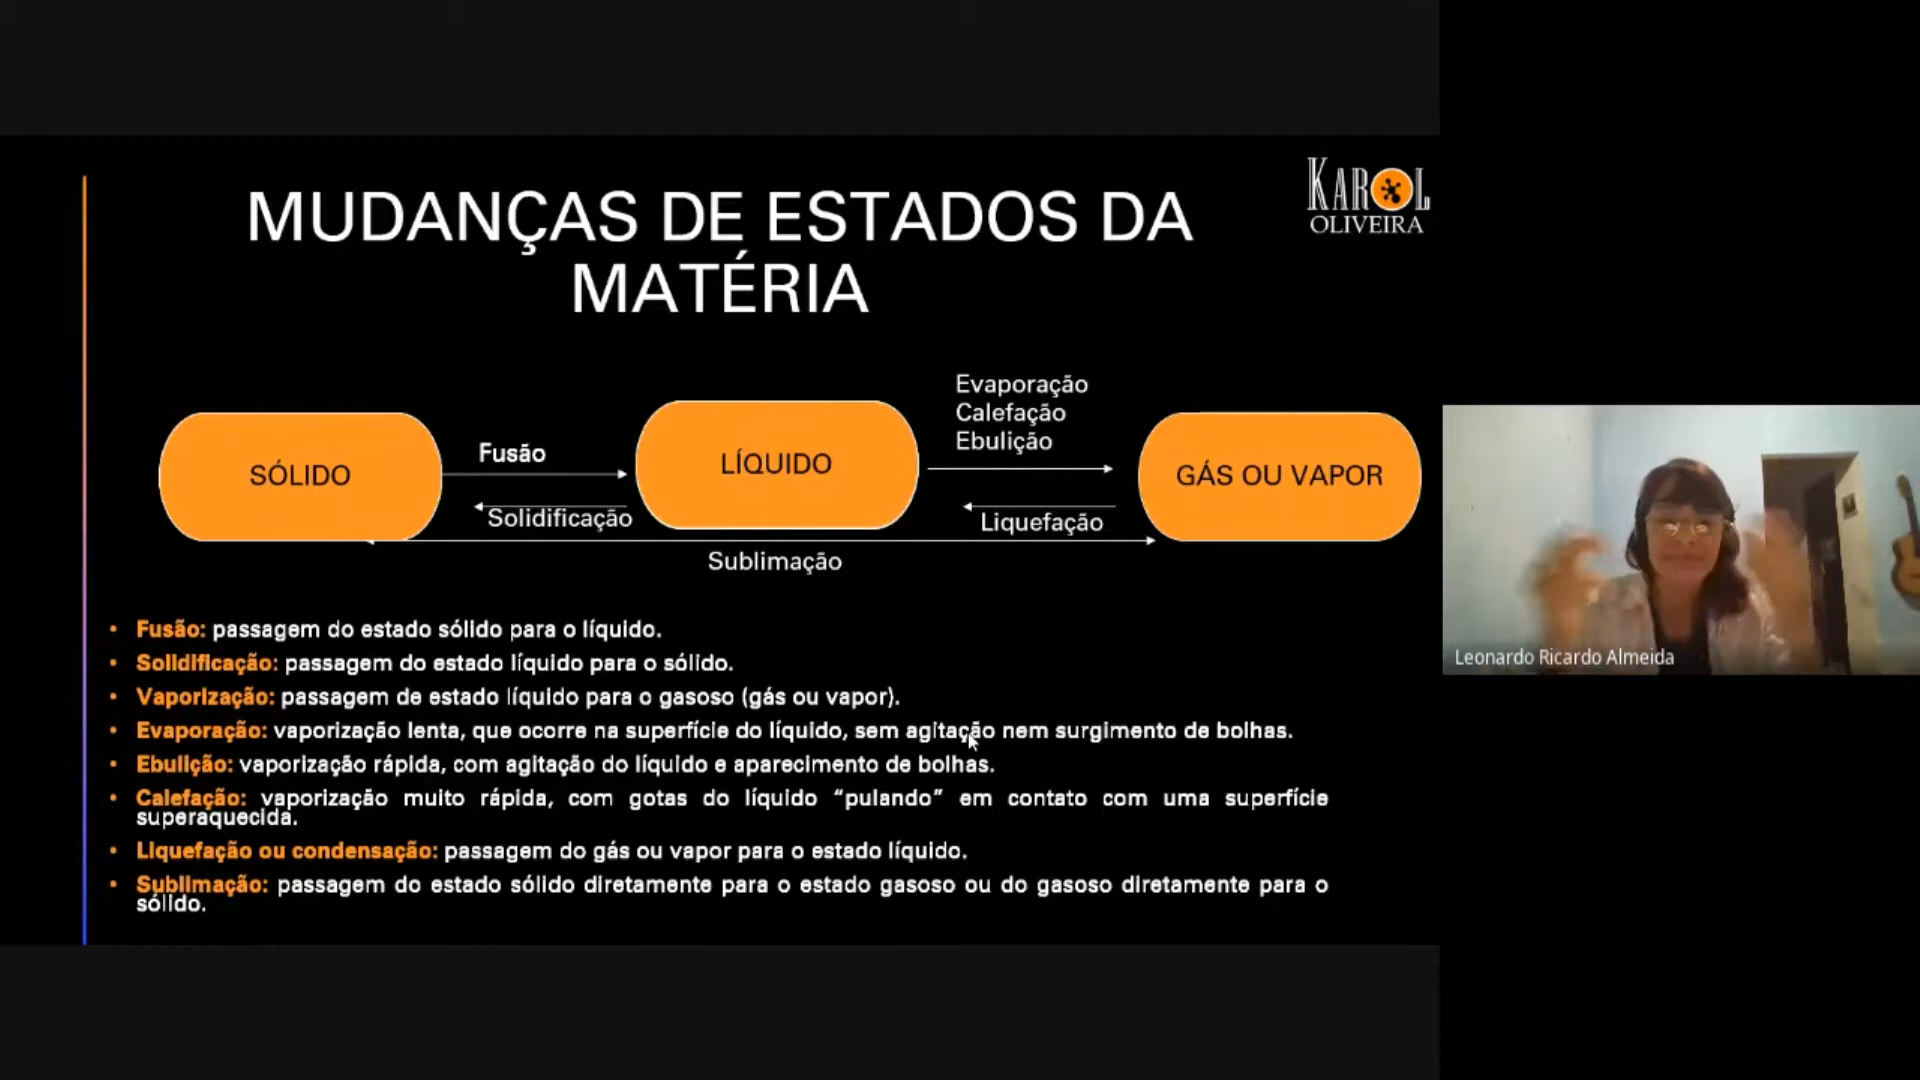 KAROL
OLIVEIRA
MUDANÇAS DE ESTADOS DA
MATÉRIA
Evaporação
Calefação
Ebulição
Fusão
SÓLIDO
LÍQUIDO
GÁS OU VAPOR
Solidificação
Liquefação
Sublimação
• Fusão: passagem do estado sólido para o líquido.
• Solidificação: passagem do estado líquido para o sólido.
• Vaporização: passagem de estado líquido para o gasoso (gás ou vapor).
• Evaporação: vaporização lenta, que ocorre na superfície do líquido, sem agitação nem surgimento de bolhas.
• Ebulição: vaporização rápida, com agitação do líquido e aparecimento de bolhas.
• Calefação: vaporização muito rápida, com gotas do líquido “pulando” em contato com uma superfície
superaquecida.
• Liquefação ou condensação: passagem do gás ou vapor para o estado líquido.
• Sublimação: passagem do estado sólido diretamente para o estado gasoso ou do gasoso diretamente para o
sólido.
Leonardo Ricardo Almeida